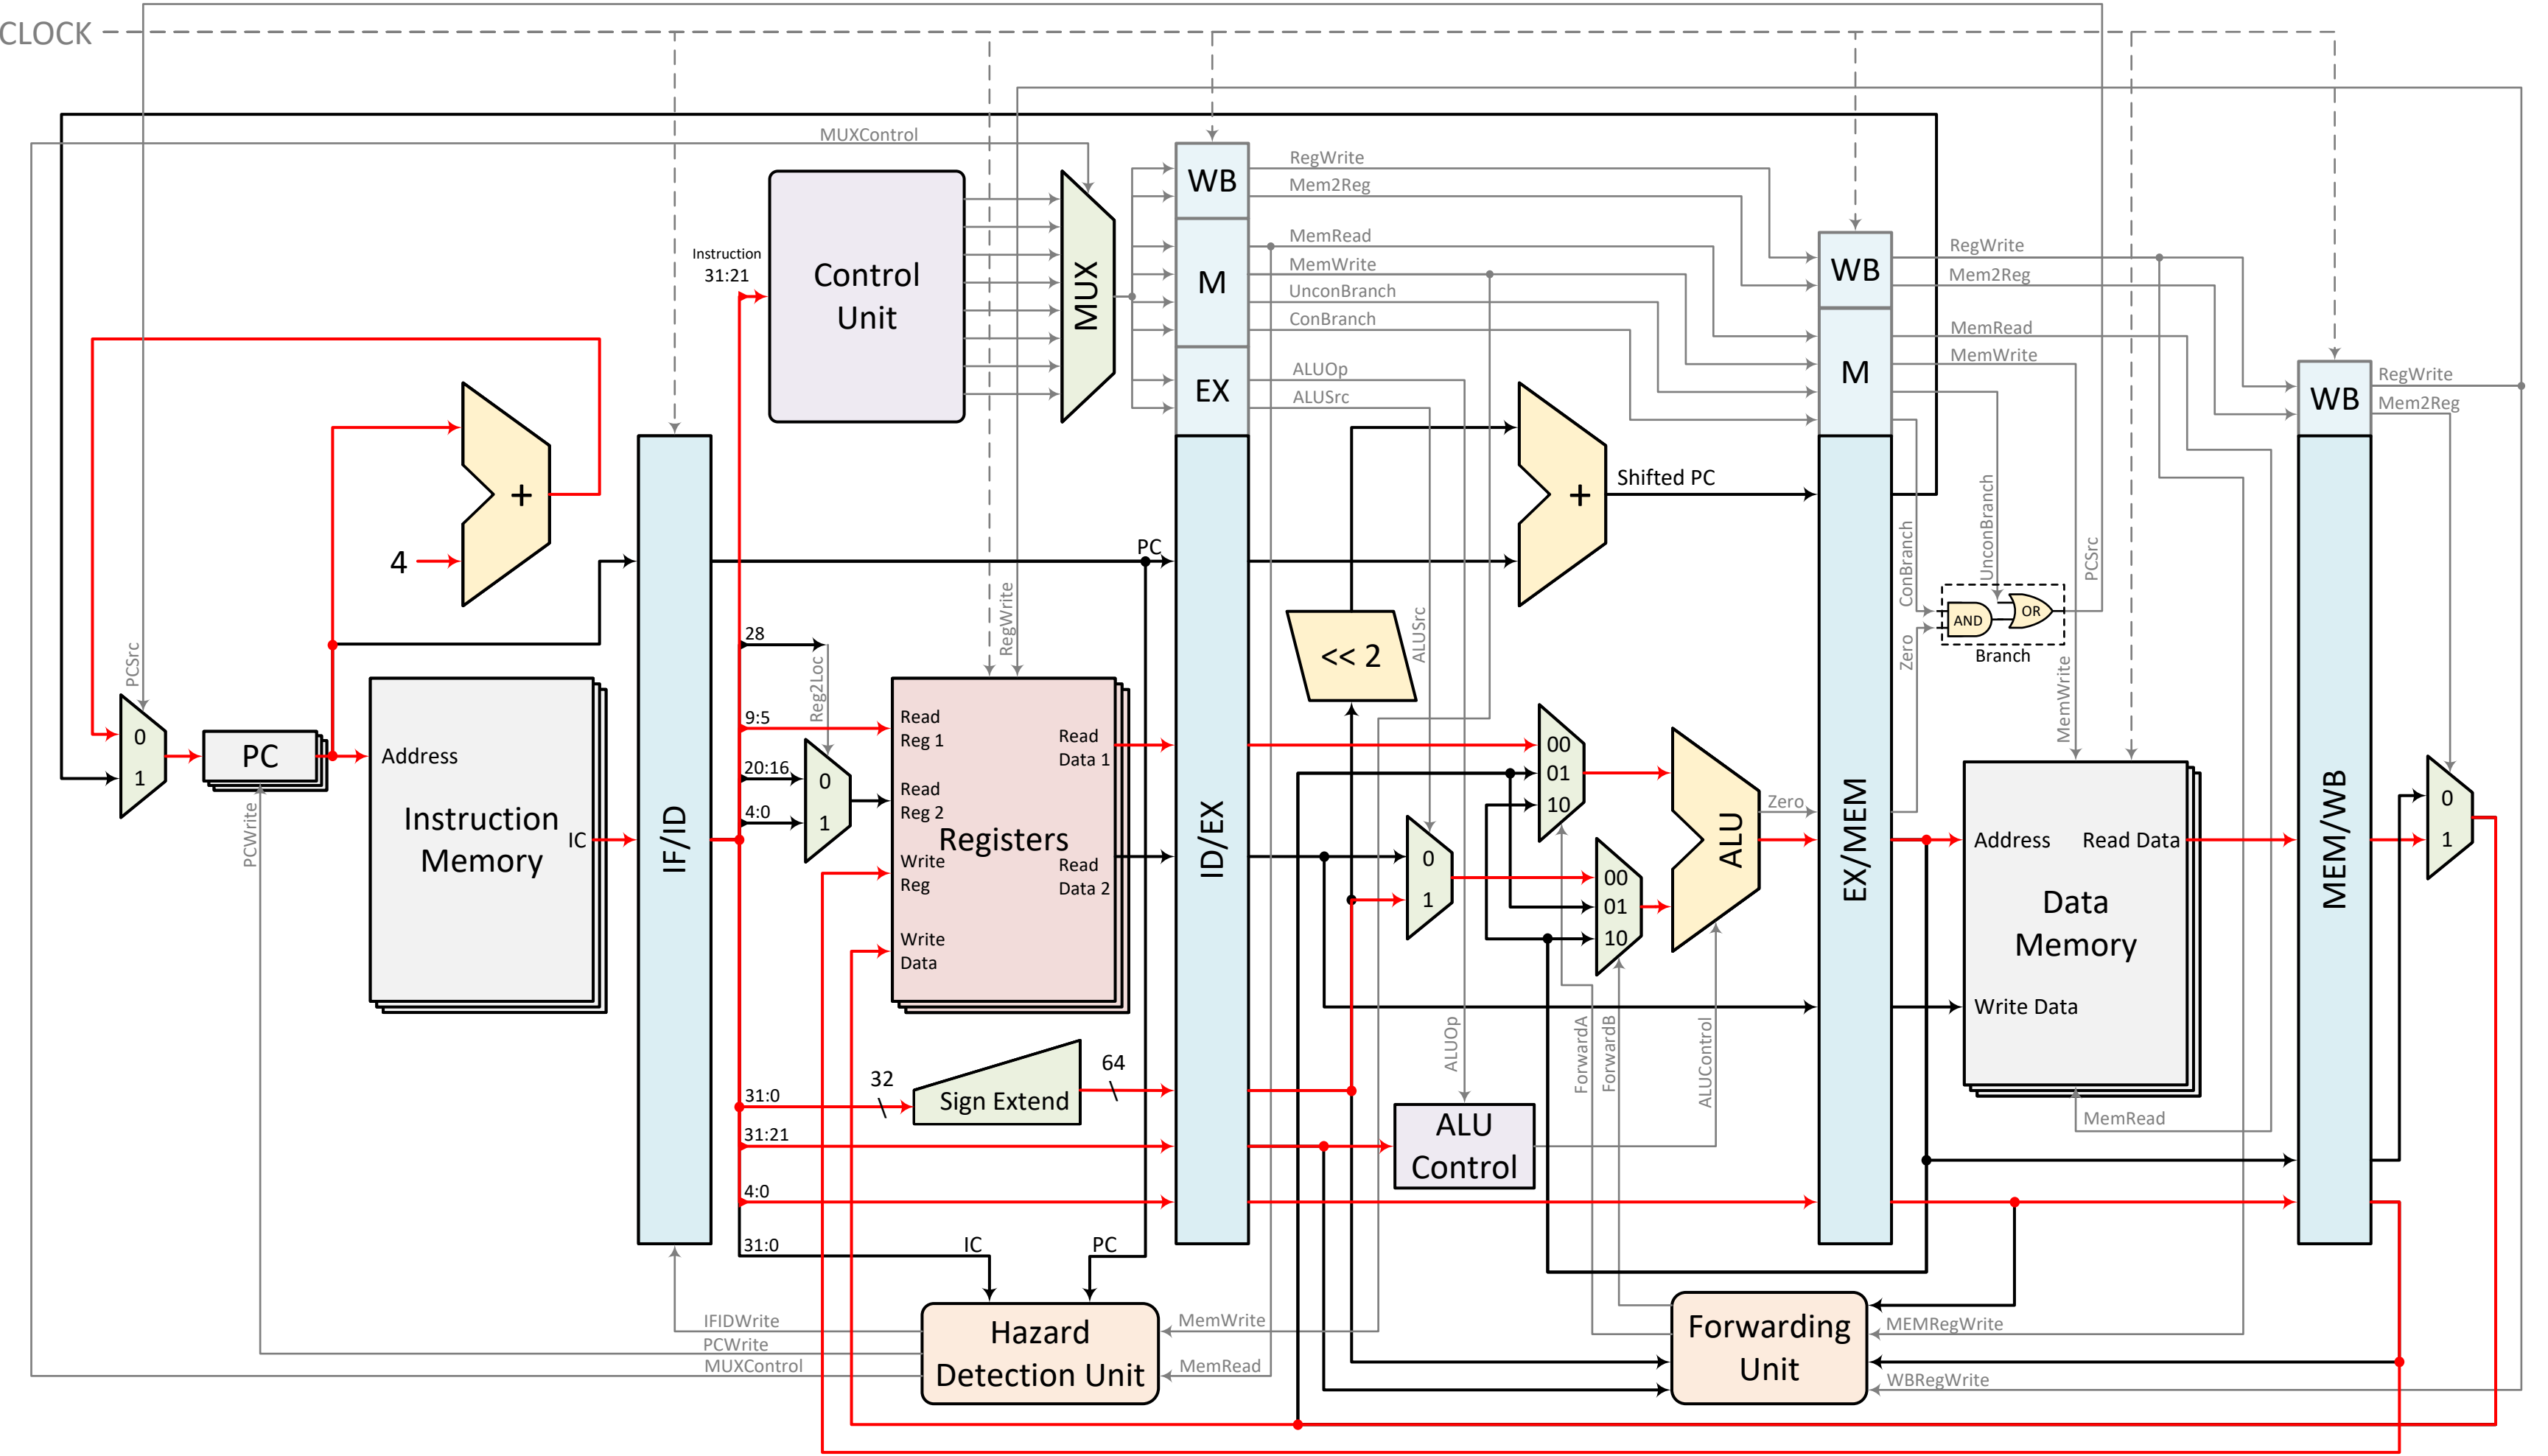 CLOCK
MUXControl
Instruction
31:21
Control
Unit
MUX
WB
M
EX
RegWrite
Mem2Reg
MemRead
MemWrite
UnconBranch
ConBranch
ALUOp
ALUSrc
WB
M
RegWrite
Mem2Reg
MemRead
MemWrite
WB
RegWrite
Mem2Reg
+
4
+
Shifted PC
PC
PCSrc
28
Reg2Loc
RegWrite
9:5
20:16
4:0
0
1
<< 2
ALUSrc
ConBranch
Zero
UnconBranch
AND
OR
Branch
PCSrc
MemWrite
0
1
PC
PCWrite
Address
Instruction
Memory
IC
IF/ID
Read
Reg 1
Read
Reg 2
Write
Reg
Write
Data
Registers
Read
Data 1
Read
Data 2
ID/EX
0
1
00
01
10
00
01
10
ALU
Zero
EX/MEM
Address
Read Data
Data
Memory
Write Data
MEM/WB
0
1
31:0
32
Sign Extend
64
31:21
4:0
31:0
IC
PC
ALUOp
ALU
Control
ForwardA
ForwardB
ALUControl
MemRead
IFIDWrite
PCWrite
MUXControl
Hazard
Detection Unit
MemWrite
MemRead
Forwarding
Unit
MEMRegWrite
WBRegWrite